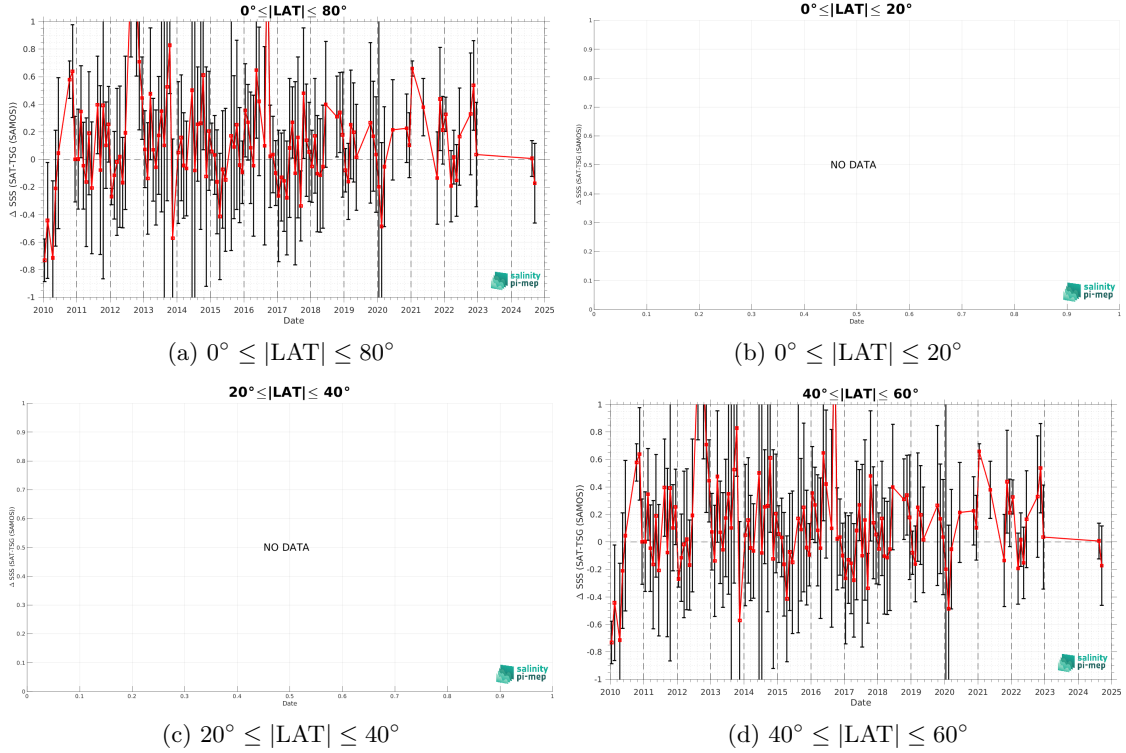 0°≤|LAT|≤ 80°
Δ SSS (SAT-TSG (SAMOS))
1
0.8
0.6
0.4
0.2
0
-0.2
-0.4
-0.6
-0.8
-1
2010 2011 2012 2013 2014 2015 2016 2017 2018 2019 2020 2021 2022 2023 2024 2025
Date
salinity
pi-mep
(a) 0° ≤ |LAT| ≤ 80°
0°≤|LAT|≤ 20°
Δ SSS (SAT-TSG (SAMOS))
1
0.9
0.8
0.7
0.6
0.5
0.4
0.3
0.2
0.1
0
NO DATA
0 0.1 0.2 0.3 0.4 0.5 0.6 0.7 0.8 0.9 1
Date
salinity
pi-mep
(b) 0° ≤ |LAT| ≤ 20°
20°≤|LAT|≤ 40°
Δ SSS (SAT-TSG (SAMOS))
1
0.9
0.8
0.7
0.6
0.5
0.4
0.3
0.2
0.1
0
NO DATA
0 0.1 0.2 0.3 0.4 0.5 0.6 0.7 0.8 0.9 1
Date
salinity
pi-mep
(c) 20° ≤ |LAT| ≤ 40°
40°≤|LAT|≤ 60°
Δ SSS (SAT-TSG (SAMOS))
1
0.8
0.6
0.4
0.2
0
-0.2
-0.4
-0.6
-0.8
-1
2010 2011 2012 2013 2014 2015 2016 2017 2018 2019 2020 2021 2022 2023 2024 2025
Date
salinity
pi-mep
(d) 40° ≤ |LAT| ≤ 60°